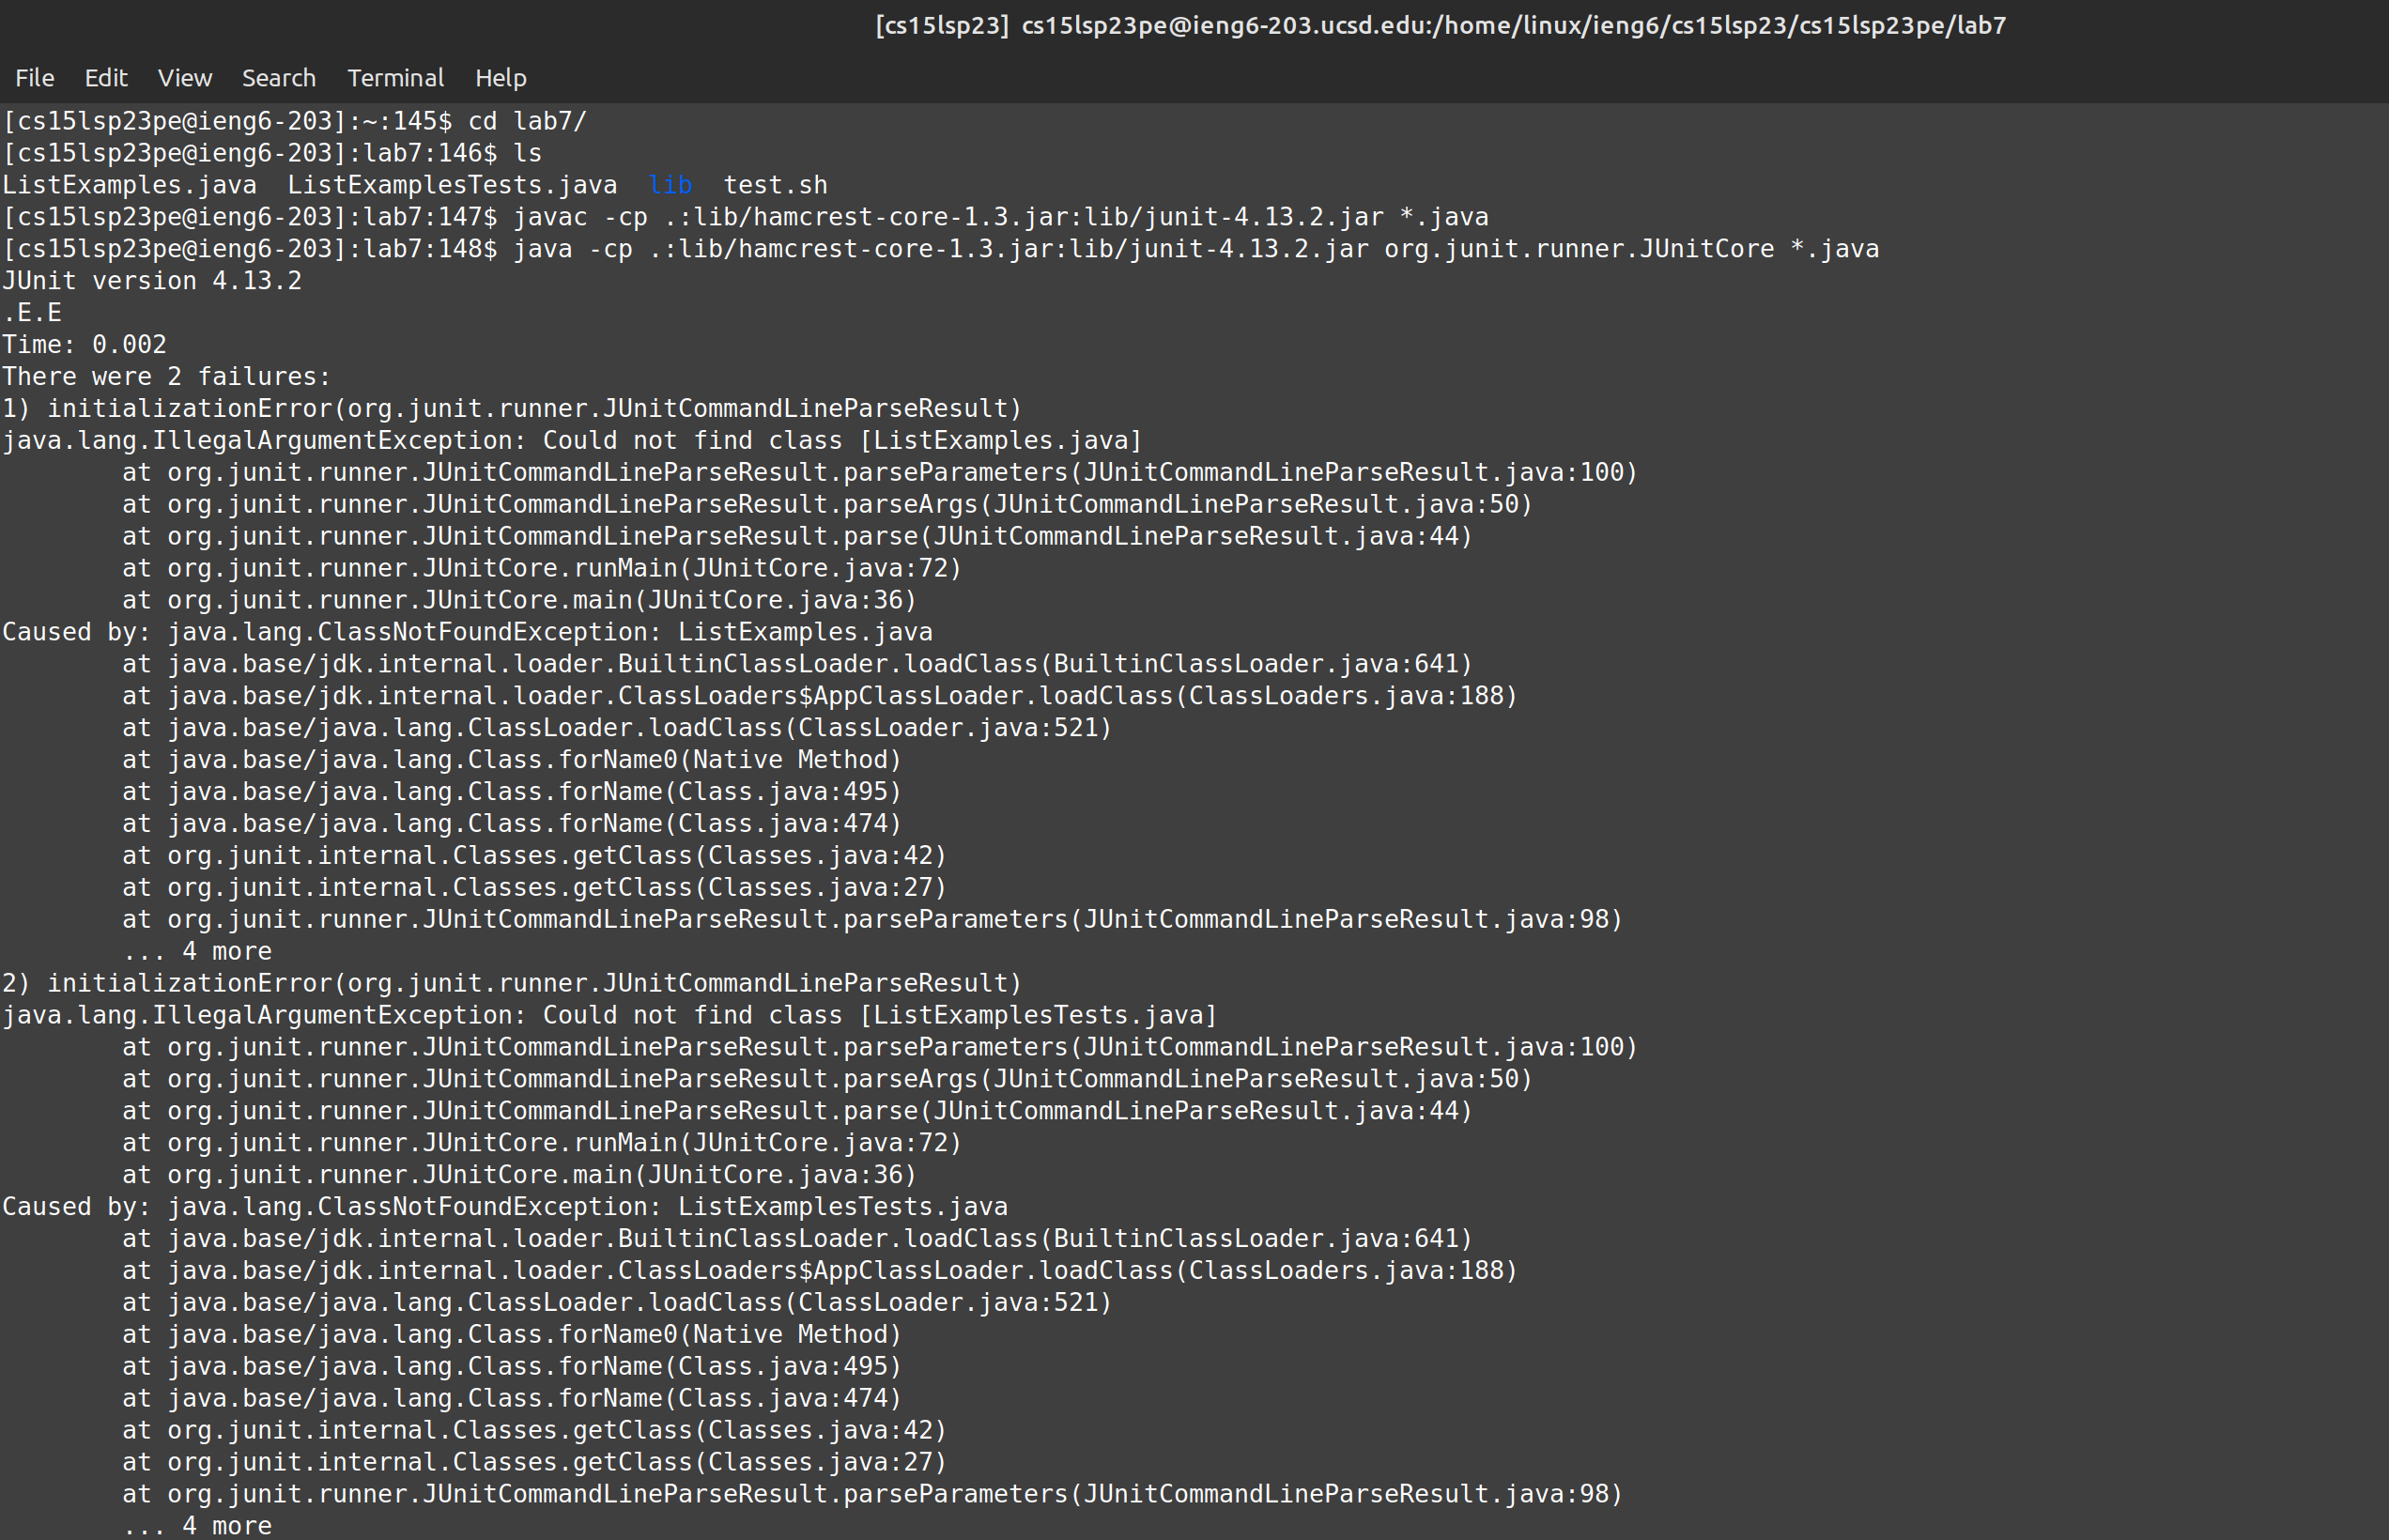 [cs15lsp23] cs15lsp23pe@ieng6-203.ucsd.edu:/home/linux/ieng6/cs15lsp23/cs15lsp23pe/lab7
File Edit View Search Terminal Help
[cs15lsp23pe@ieng6-203]:~:145$ cd lab7/
[cs15lsp23pe@ieng6-203]:lab7:146$ ls
ListExamples.java  ListExamplesTests.java  lib  test.sh
[cs15lsp23pe@ieng6-203]:lab7:147$ javac -cp .:lib/hamcrest-core-1.3.jar:lib/junit-4.13.2.jar *.java
[cs15lsp23pe@ieng6-203]:lab7:148$ java -cp .:lib/hamcrest-core-1.3.jar:lib/junit-4.13.2.jar org.junit.runner.JUnitCore *.java
JUnit version 4.13.2
.E.E
Time: 0.002
There were 2 failures:
1) initializationError(org.junit.runner.JUnitCommandLineParseResult)
java.lang.IllegalArgumentException: Could not find class [ListExamples.java]
        at org.junit.runner.JUnitCommandLineParseResult.parseParameters(JUnitCommandLineParseResult.java:100)
        at org.junit.runner.JUnitCommandLineParseResult.parseArgs(JUnitCommandLineParseResult.java:50)
        at org.junit.runner.JUnitCommandLineParseResult.parse(JUnitCommandLineParseResult.java:44)
        at org.junit.runner.JUnitCore.runMain(JUnitCore.java:72)
        at org.junit.runner.JUnitCore.main(JUnitCore.java:36)
Caused by: java.lang.ClassNotFoundException: ListExamples.java
        at java.base/jdk.internal.loader.BuiltinClassLoader.loadClass(BuiltinClassLoader.java:641)
        at java.base/jdk.internal.loader.ClassLoaders$AppClassLoader.loadClass(ClassLoaders.java:188)
        at java.base/java.lang.ClassLoader.loadClass(ClassLoader.java:521)
        at java.base/java.lang.Class.forName0(Native Method)
        at java.base/java.lang.Class.forName(Class.java:495)
        at java.base/java.lang.Class.forName(Class.java:474)
        at org.junit.internal.Classes.getClass(Classes.java:42)
        at org.junit.internal.Classes.getClass(Classes.java:27)
        at org.junit.runner.JUnitCommandLineParseResult.parseParameters(JUnitCommandLineParseResult.java:98)
        ... 4 more
2) initializationError(org.junit.runner.JUnitCommandLineParseResult)
java.lang.IllegalArgumentException: Could not find class [ListExamplesTests.java]
        at org.junit.runner.JUnitCommandLineParseResult.parseParameters(JUnitCommandLineParseResult.java:100)
        at org.junit.runner.JUnitCommandLineParseResult.parseArgs(JUnitCommandLineParseResult.java:50)
        at org.junit.runner.JUnitCommandLineParseResult.parse(JUnitCommandLineParseResult.java:44)
        at org.junit.runner.JUnitCore.runMain(JUnitCore.java:72)
        at org.junit.runner.JUnitCore.main(JUnitCore.java:36)
Caused by: java.lang.ClassNotFoundException: ListExamplesTests.java
        at java.base/jdk.internal.loader.BuiltinClassLoader.loadClass(BuiltinClassLoader.java:641)
        at java.base/jdk.internal.loader.ClassLoaders$AppClassLoader.loadClass(ClassLoaders.java:188)
        at java.base/java.lang.ClassLoader.loadClass(ClassLoader.java:521)
        at java.base/java.lang.Class.forName0(Native Method)
        at java.base/java.lang.Class.forName(Class.java:495)
        at java.base/java.lang.Class.forName(Class.java:474)
        at org.junit.internal.Classes.getClass(Classes.java:42)
        at org.junit.internal.Classes.getClass(Classes.java:27)
        at org.junit.runner.JUnitCommandLineParseResult.parseParameters(JUnitCommandLineParseResult.java:98)
        ... 4 more